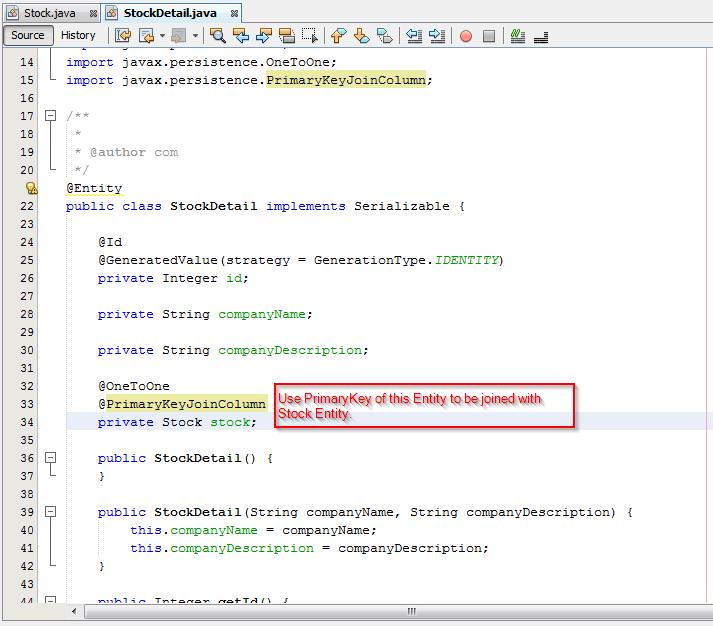 Stock.java StockDetail.java
Source History
14 import javax.persistence.OneToOne;
15 import javax.persistence.PrimaryKeyJoinColumn;
16
17 /**
18 *
19 * @author com
20 */
@Entity
22 public class StockDetail implements Serializable {
23
24 @Id
25 @GeneratedValue(strategy = GenerationType.IDENTITY)
26 private Integer id;
27
28 private String companyName;
29
30 private String companyDescription;
31
32 @OneToOne
33 @PrimaryKeyJoinColumn
Use PrimaryKey of this Entity to be joined with
Stock Entity.
34 private Stock stock;
35
36 public StockDetail() {
37 }
38
39 public StockDetail(String companyName, String companyDescription) {
40 this.companyName = companyName;
41 this.companyDescription = companyDescription;
42 }
43
44 public Integer getId() {